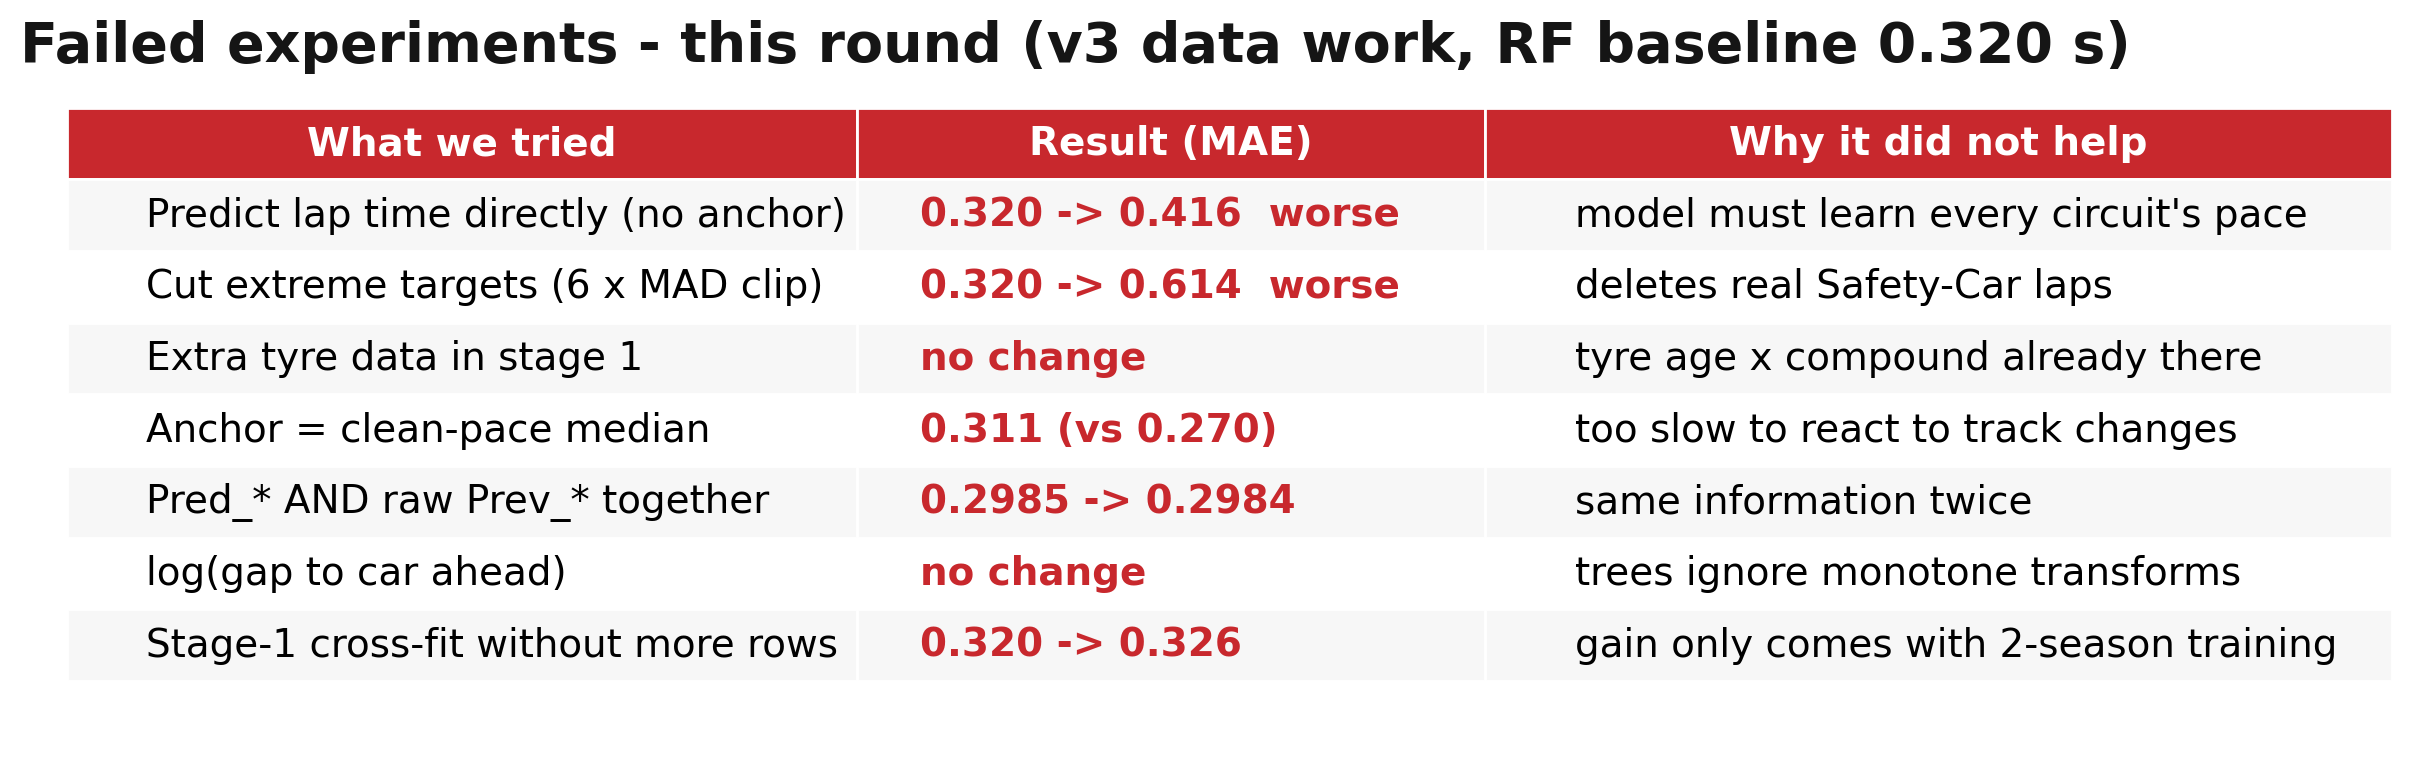 Failed experiments - this round (v3 data work, RF baseline 0.320 s)
What we tried Result (MAE) Why it did not help
Predict lap time directly (no anchor) 0.320 -> 0.416  worse model must learn every circuit's pace
Cut extreme targets (6 x MAD clip) 0.320 -> 0.614  worse deletes real Safety-Car laps
Extra tyre data in stage 1 no change tyre age x compound already there
Anchor = clean-pace median 0.311 (vs 0.270) too slow to react to track changes
Pred_* AND raw Prev_* together 0.2985 -> 0.2984 same information twice
log(gap to car ahead) no change trees ignore monotone transforms
Stage-1 cross-fit without more rows 0.320 -> 0.326 gain only comes with 2-season training